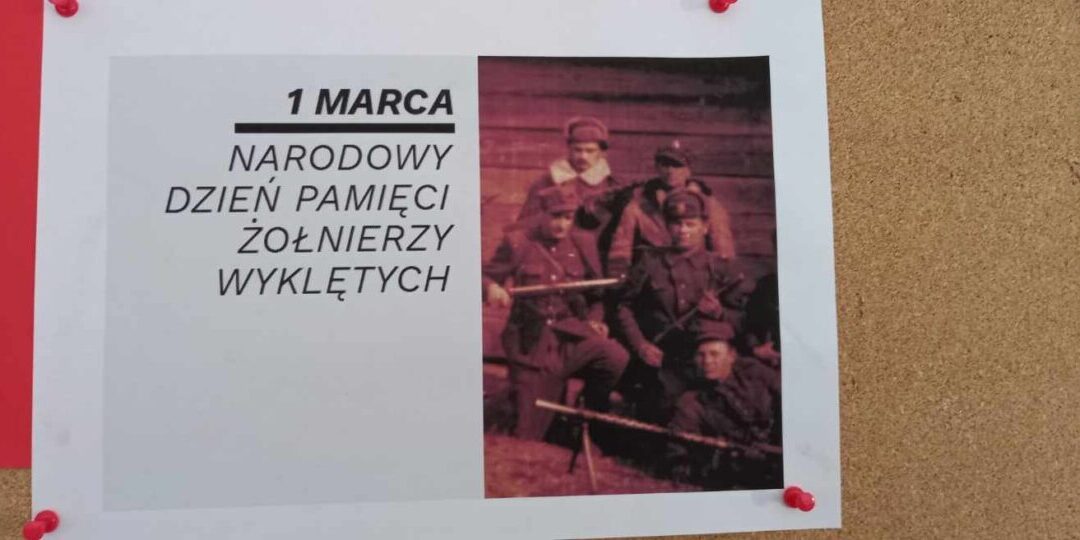 1 MARCA
NARODOWY
DZIEŃ PAMIĘCI
ŻOŁNIERZY
WYKLĘTYCH